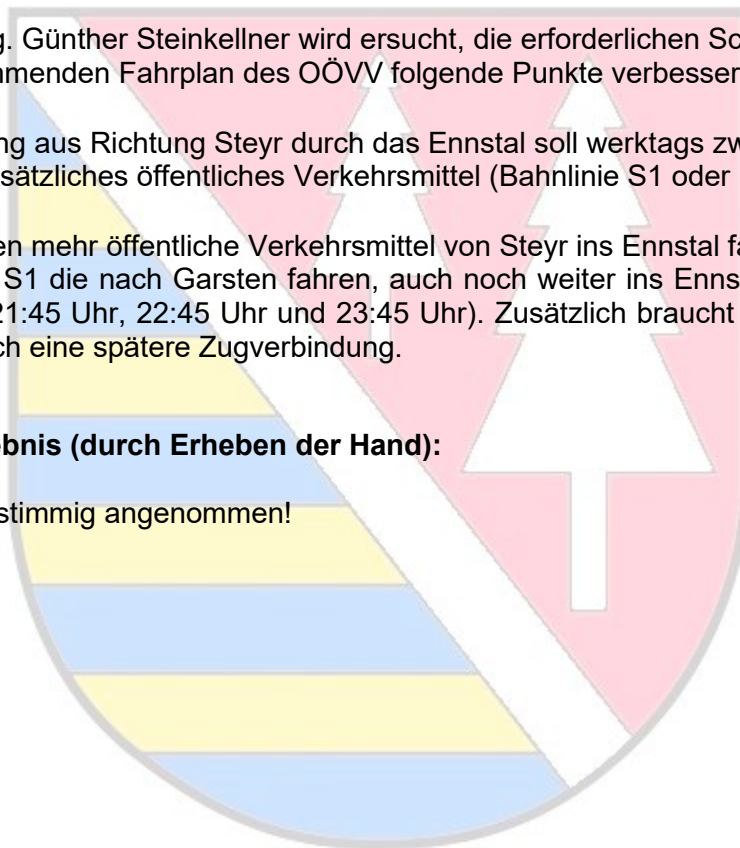 g. Günther Steinkellner wird ersucht, die erforderlichen Sc
mmenden Fahrplan des OÖVV folgende Punkte verbesser
ng aus Richtung Steyr durch das Ennstal soll werktags zw
sätzliches öffentliches Verkehrsmittel (Bahnlinie S1 oder
en mehr öffentliche Verkehrsmittel von Steyr ins Ennstal fa
S1 die nach Garsten fahren, auch noch weiter ins Enns
21:45 Uhr, 22:45 Uhr und 23:45 Uhr). Zusätzlich braucht
ch eine spätere Zugverbindung.
ebnis (durch Erheben der Hand):
stimmig angenommen!